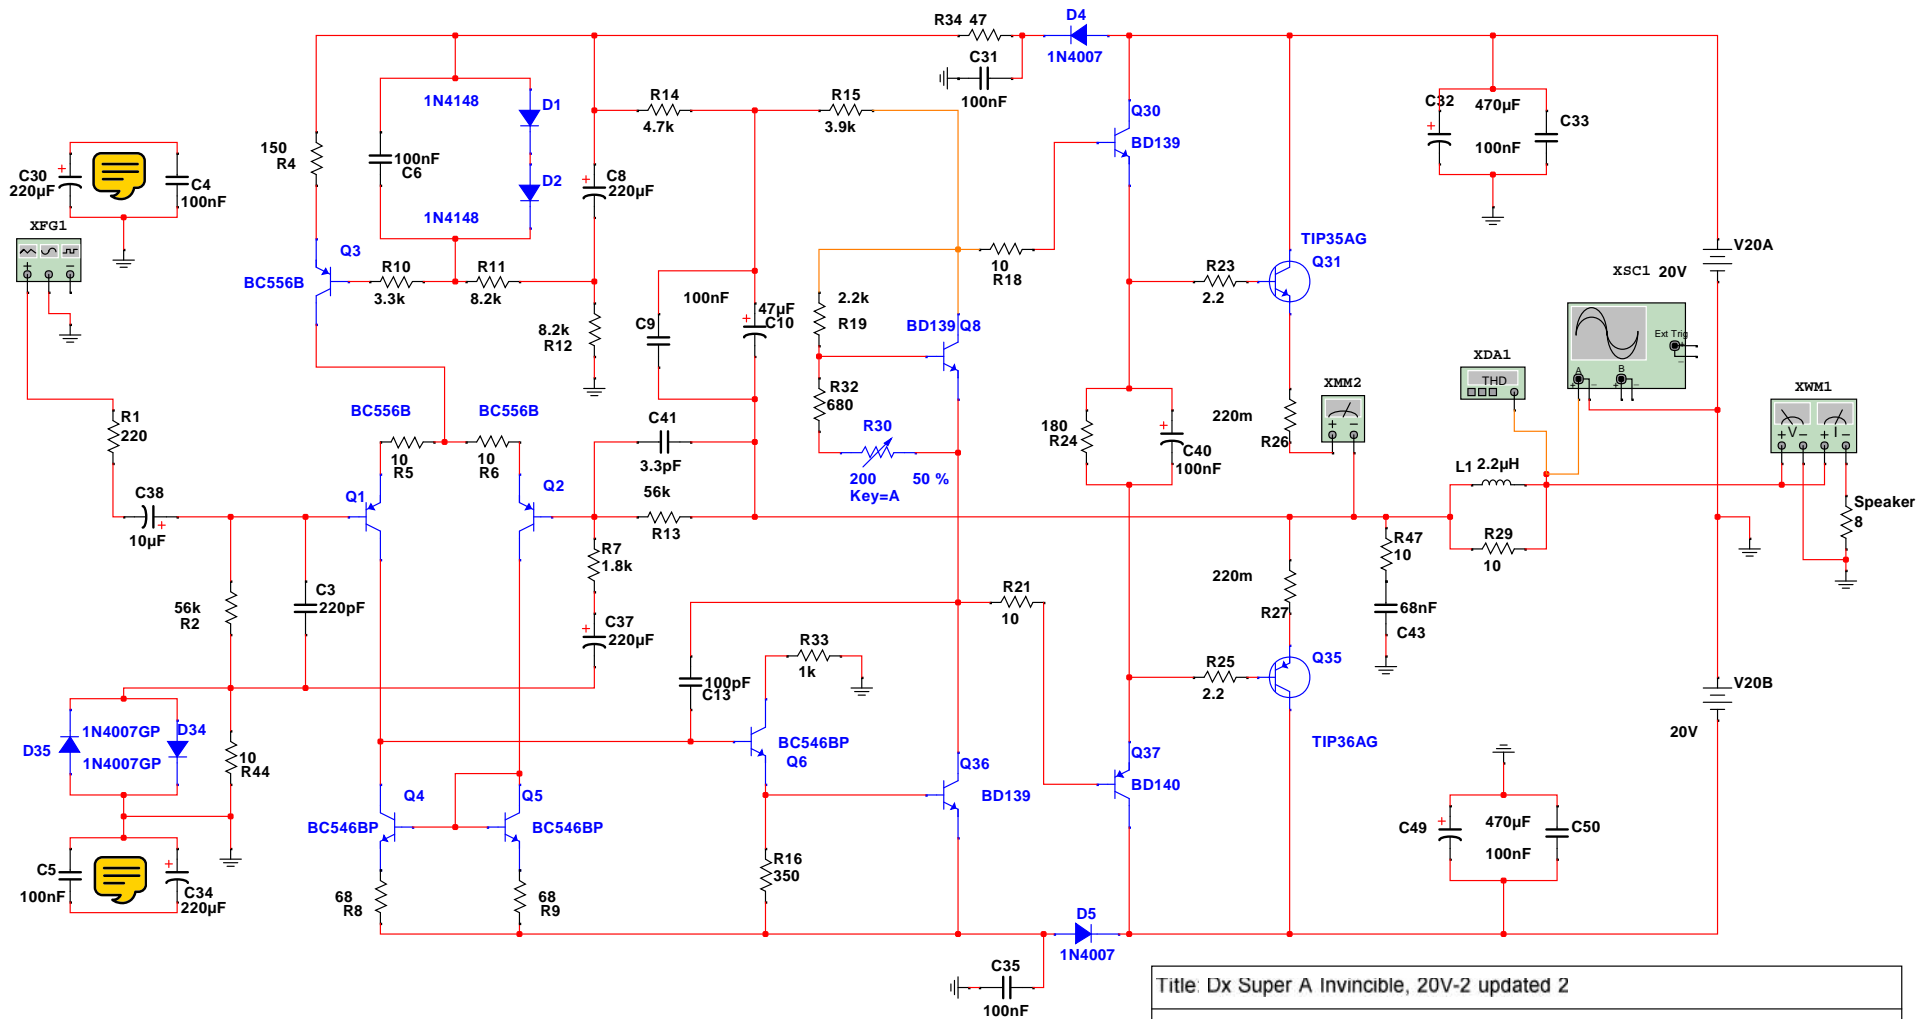 R34 47
D4
1N4007
C31
100nF
1N4148
D1
R14
4.7k
R15
3.9k
Q30
BD139
C32
470µF
C33
100nF
150
R4
100nF
C6
D2
C8
220µF
C30
220µF
C4
100nF
1N4148
XFG1
Q3
BC556B
R10
3.3k
R11
8.2k
10
R18
R23
2.2
TIP35AG
Q31
XSC1
20V
V20A
Ext Trig
A
B
100nF
47µF
C10
C9
2.2k
R19
BD139
Q8
8.2k
R12
XDA1
THD
XMM2
XWM1
V
I
R1
220
BC556B
BC556B
R32
680
R30
200
Key=A
50 %
180
R24
C40
100nF
220m
R26
10
R5
10
R6
C41
3.3pF
56k
R13
L1
2.2µH
Q1
Q2
C38
10µF
Speaker
8
R47
10
R29
10
R7
1.8k
56k
R2
C3
220pF
C37
220µF
R21
10
220m
R27
68nF
C43
R33
1k
100pF
C13
R25
2.2
Q35
V20B
20V
D35
1N4007GP
1N4007GP
D34
10
R44
BC546BP
Q6
Q36
BD139
Q37
BD140
TIP36AG
Q4
BC546BP
Q5
BC546BP
C49
470µF
C50
100nF
C5
100nF
C34
220µF
68
R8
68
R9
R16
350
D5
1N4007
C35
100nF
Title: Dx Super A Invincible, 20V-2 updated 2